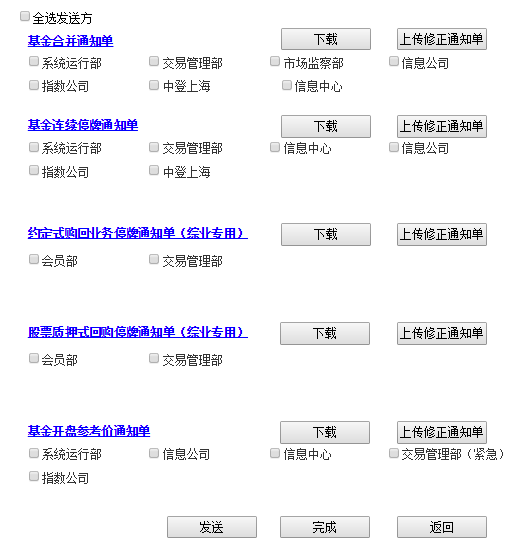 全选发送方
基金合并通知单 下载 上传修正通知单
系统运行部 交易管理部 市场监察部 信息公司
指数公司 中登上海 信息中心
基金连续停牌通知单 下载 上传修正通知单
系统运行部 交易管理部 信息中心 信息公司
指数公司 中登上海
约定式购回业务停牌通知单（综业专用） 下载 上传修正通知单
会员部 交易管理部
股票质押式回购停牌通知单（综业专用） 下载 上传修正通知单
会员部 交易管理部
基金开盘参考价通知单 下载 上传修正通知单
系统运行部 信息公司 信息中心 交易管理部（紧急）
指数公司
发送 完成 返回